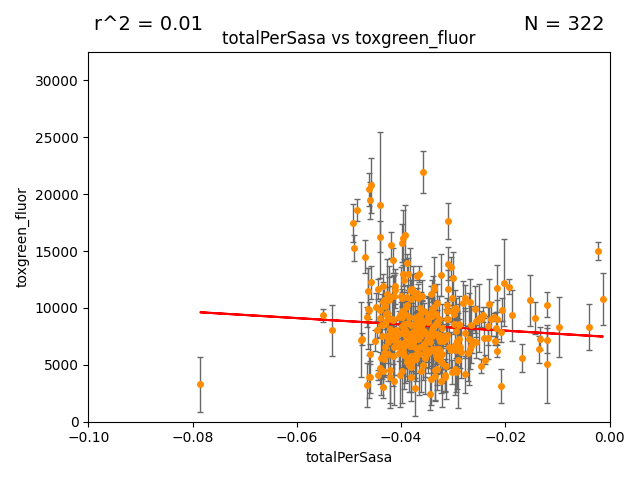 r^2 = 0.01
N = 322
totalPerSasa vs toxgreen_fluor
30000
25000
20000
15000
10000
5000
0
toxgreen_fluor
−0.10
−0.08
−0.06
−0.04
−0.02
0.00
totalPerSasa